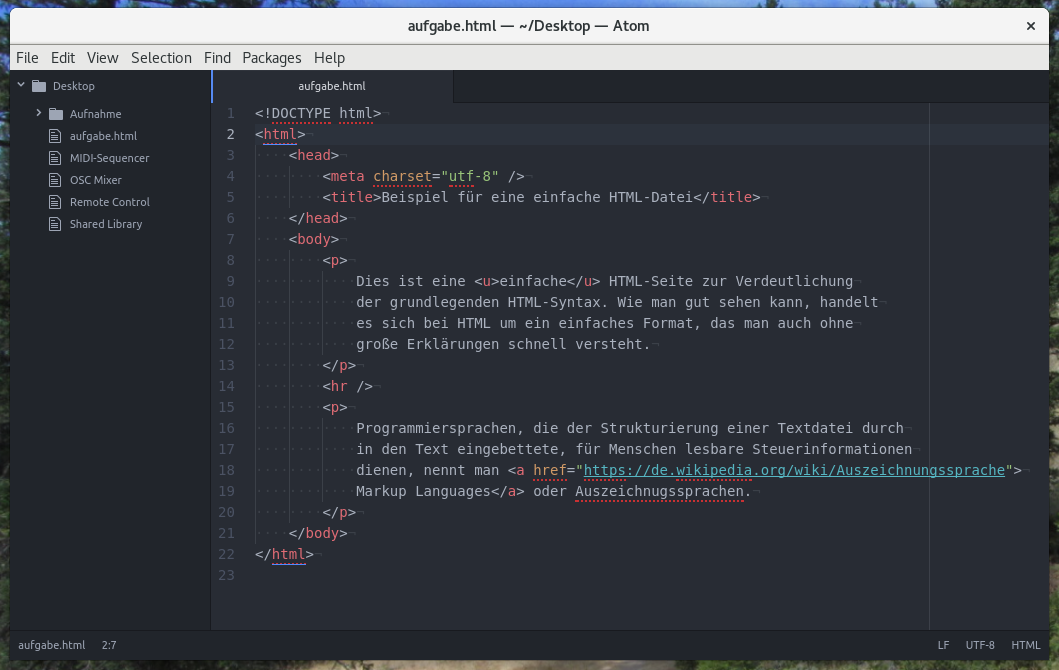 aufgabe.html — ~/Desktop — Atom
File Edit View Selection Find Packages Help
Desktop
Aufnahme
aufgabe.html
MIDI-Sequencer
OSC Mixer
Remote Control
Shared Library
aufgabe.html
1 <!DOCTYPE html>¬
2 <html>¬
3 ····<head>¬
4 ········<meta charset="utf-8" />¬
5 ········<title>Beispiel für eine einfache HTML-Datei</title>¬
6 ····</head>¬
7 ····<body>¬
8 ········<p>¬
9 ············Dies ist eine <u>einfache</u> HTML-Seite zur Verdeutlichung¬
10 ············der grundlegenden HTML-Syntax. Wie man gut sehen kann, handelt¬
11 ············es sich bei HTML um ein einfaches Format, das man auch ohne¬
12 ············große Erklärungen schnell versteht.¬
13 ········</p>¬
14 ········<hr />¬
15 ········<p>¬
16 ············Programmiersprachen, die der Strukturierung einer Textdatei durch¬
17 ············in den Text eingebettete, für Menschen lesbare Steuerinformationen¬
18 ············dienen, nennt man <a href="https://de.wikipedia.org/wiki/Auszeichnungssprache">¬
19 ············Markup Languages</a> oder Auszeichnugssprachen.¬
20 ········</p>¬
21 ····</body>¬
22 </html>¬
23
aufgabe.html 2:7 LF UTF-8 HTML